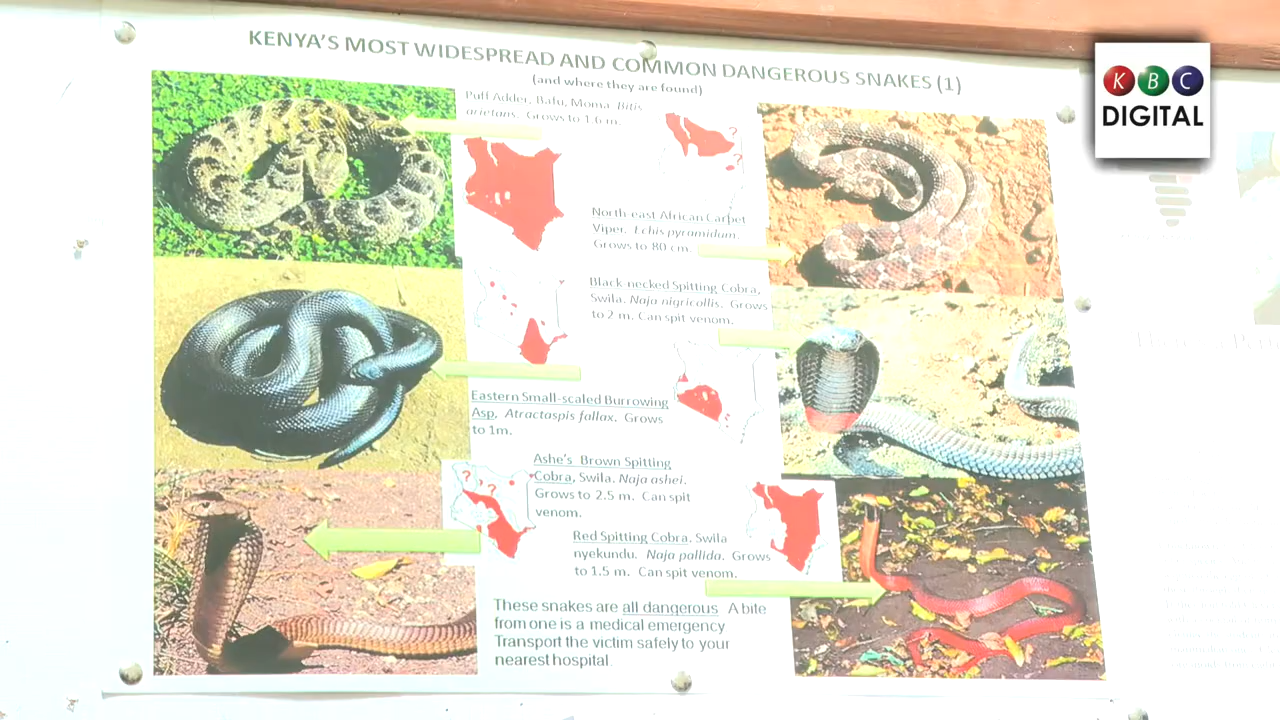 KENYA'S MOST WIDESPREAD AND COMMON DANGEROUS SNAKES (1)
(and where they are found)
Puff Adder, Bafu, Moma. Bitis
arietans. Grows to 1.6 m.
North-east African Carpet
Viper. Echis pyramidum.
Grows to 80 cm.
Black-necked Spitting Cobra,
Swila. Naja nigricollis. Grows
to 2 m. Can spit venom.
Eastern Small-scaled Burrowing
Asp, Atractaspis fallax. Grows
to 1m.
Ashe's Brown Spitting
Cobra, Swila. Naja ashei.
Grows to 2.5 m. Can spit
venom.
Red Spitting Cobra, Swila
nyekundu. Naja pallida. Grows
to 1.5 m. Can spit venom.
These snakes are all dangerous A bite
from one is a medical emergency
Transport the victim safely to your
nearest hospital.
KBC
DIGITAL